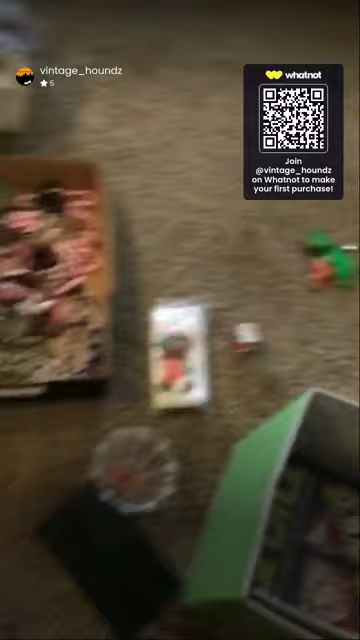 vintage_houndz
5
whatnot
Join
@vintage_houndz
on Whatnot to make
your first purchase!